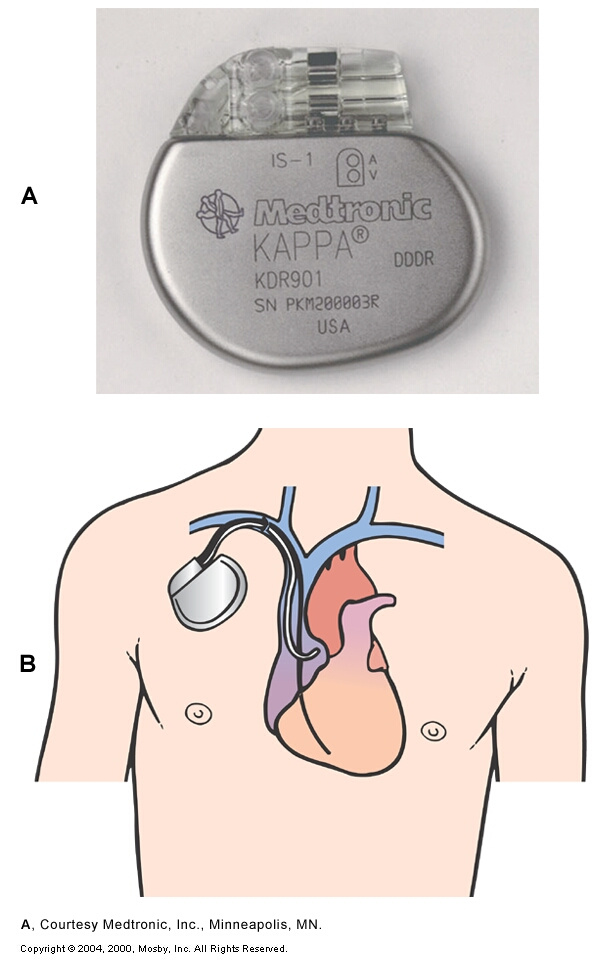 A
IS-1 A
V
Medtronic
KAPPA®
DDDR
KDR901
SN PKM200003R
USA
B
A, Courtesy Medtronic, Inc., Minneapolis, MN.
Copyright © 2004, 2000, Mosby, Inc. All Rights Reserved.